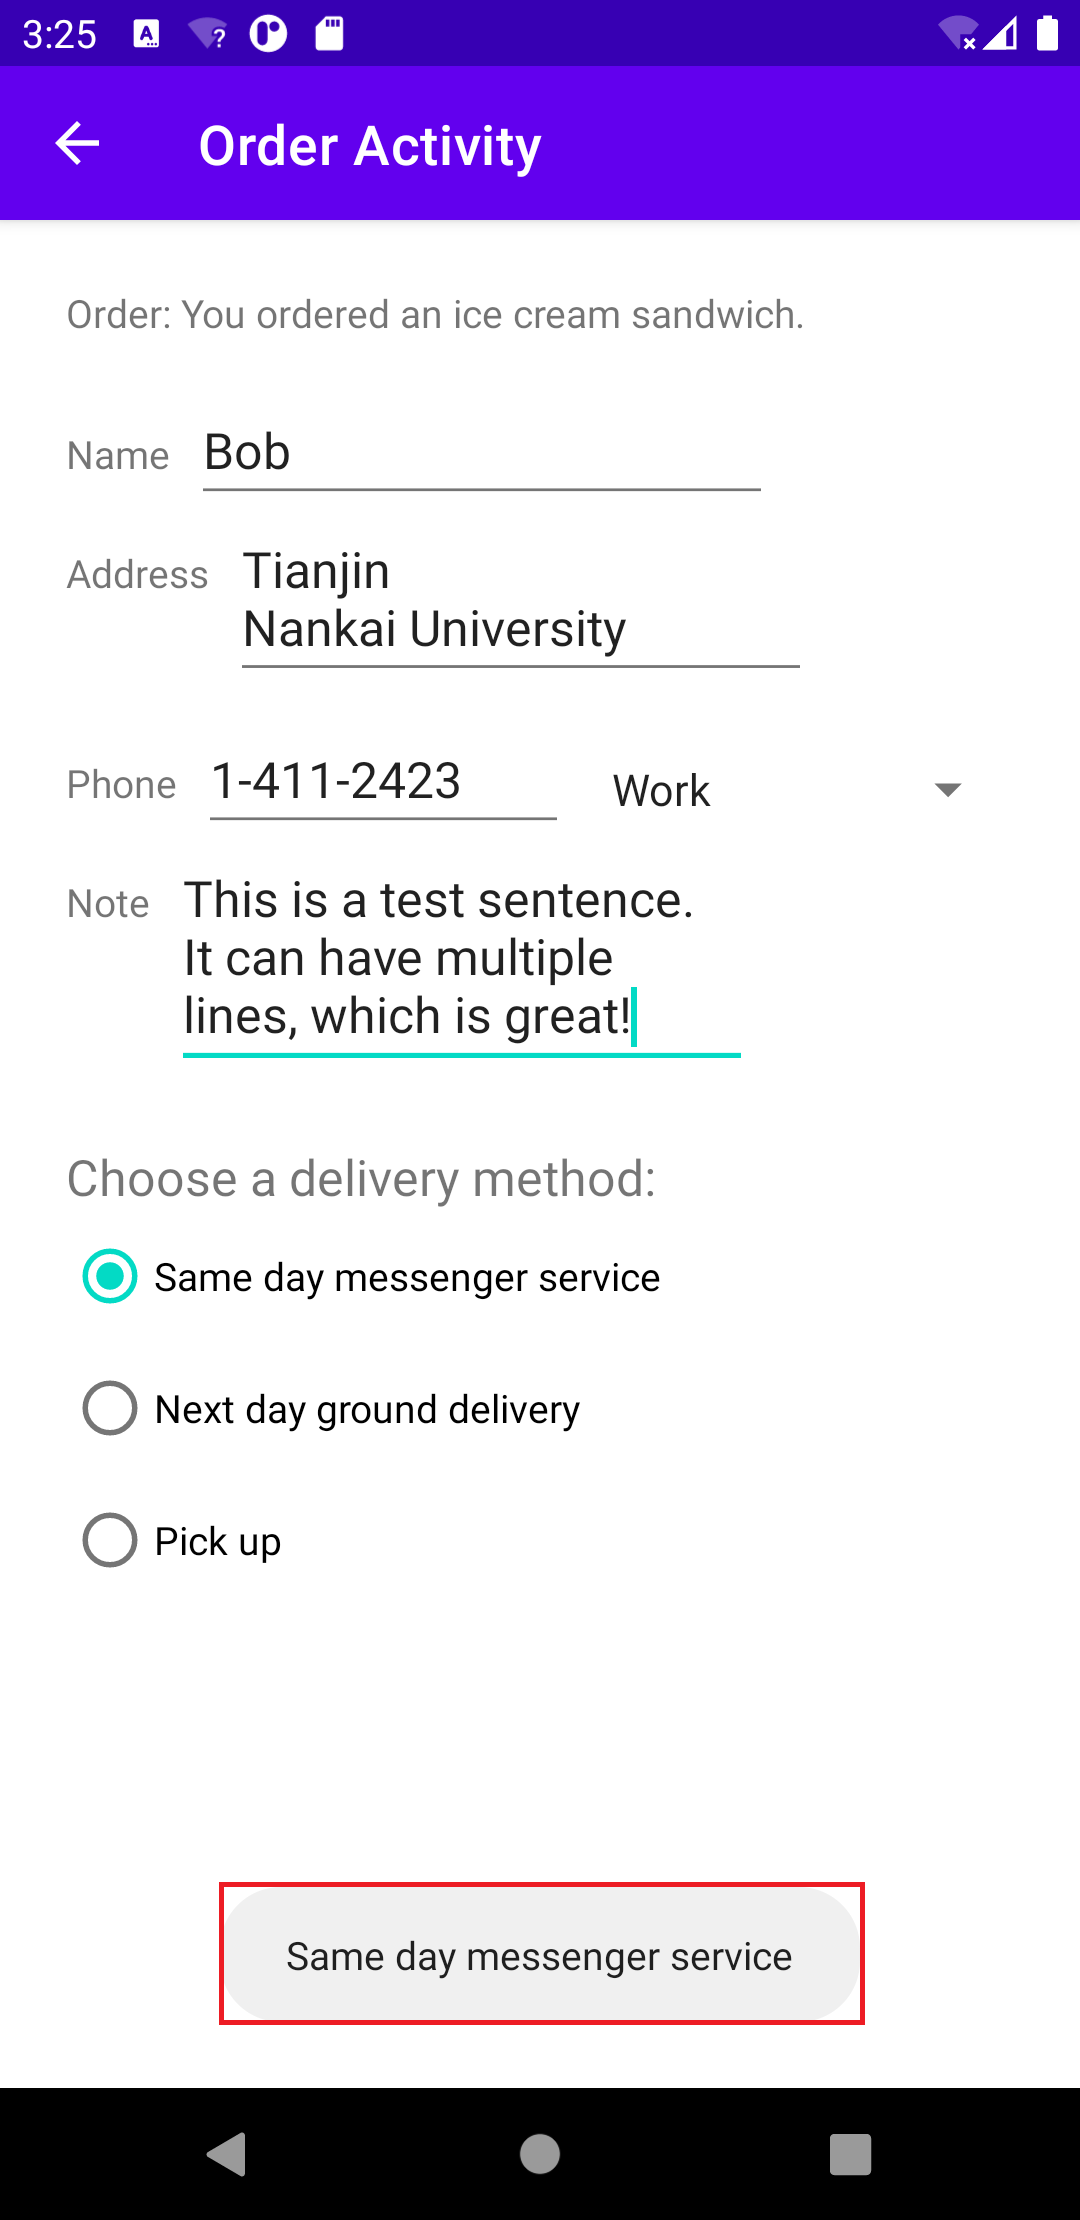 3:25
Order Activity
Order: You ordered an ice cream sandwich.
Name Bob
Address Tianjin
Nankai University
Phone 1-411-2423 Work
Note This is a test sentence.
It can have multiple
lines, which is great!
Choose a delivery method:
Same day messenger service
Next day ground delivery
Pick up
Same day messenger service